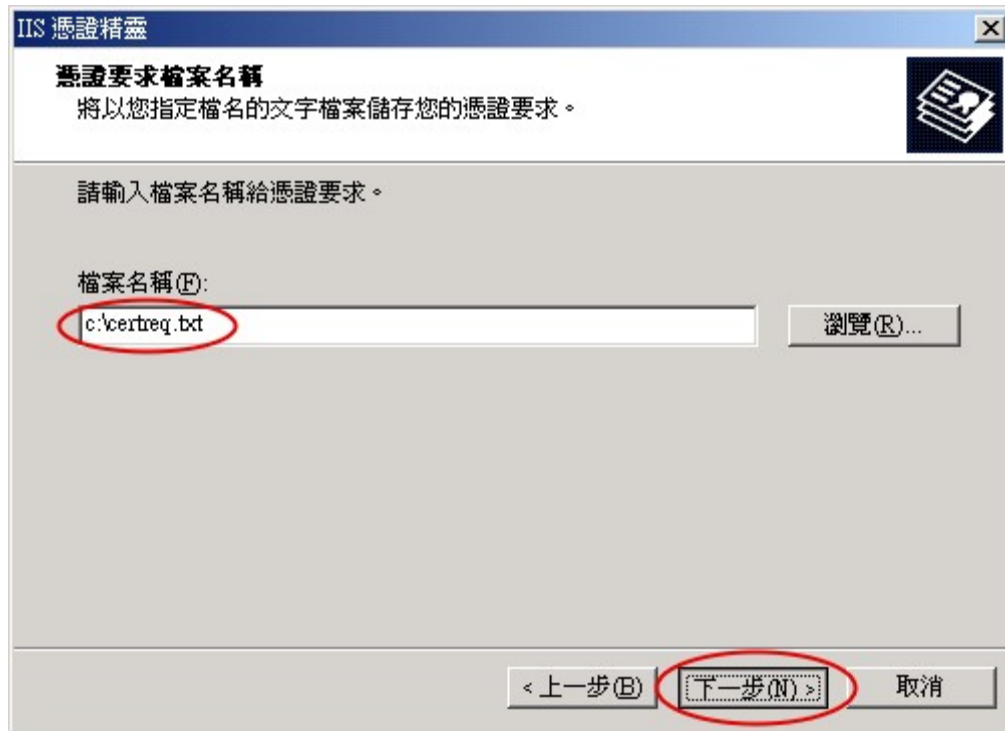 IIS 憑證精靈
憑證要求檔案名稱
將以您指定檔名的文字檔案儲存您的憑證要求。
請輸入檔案名稱給憑證要求。
檔案名稱(F):
c:\certreq.txt
瀏覽(R)...
< 上一步(B)
下一步(N) >
取消